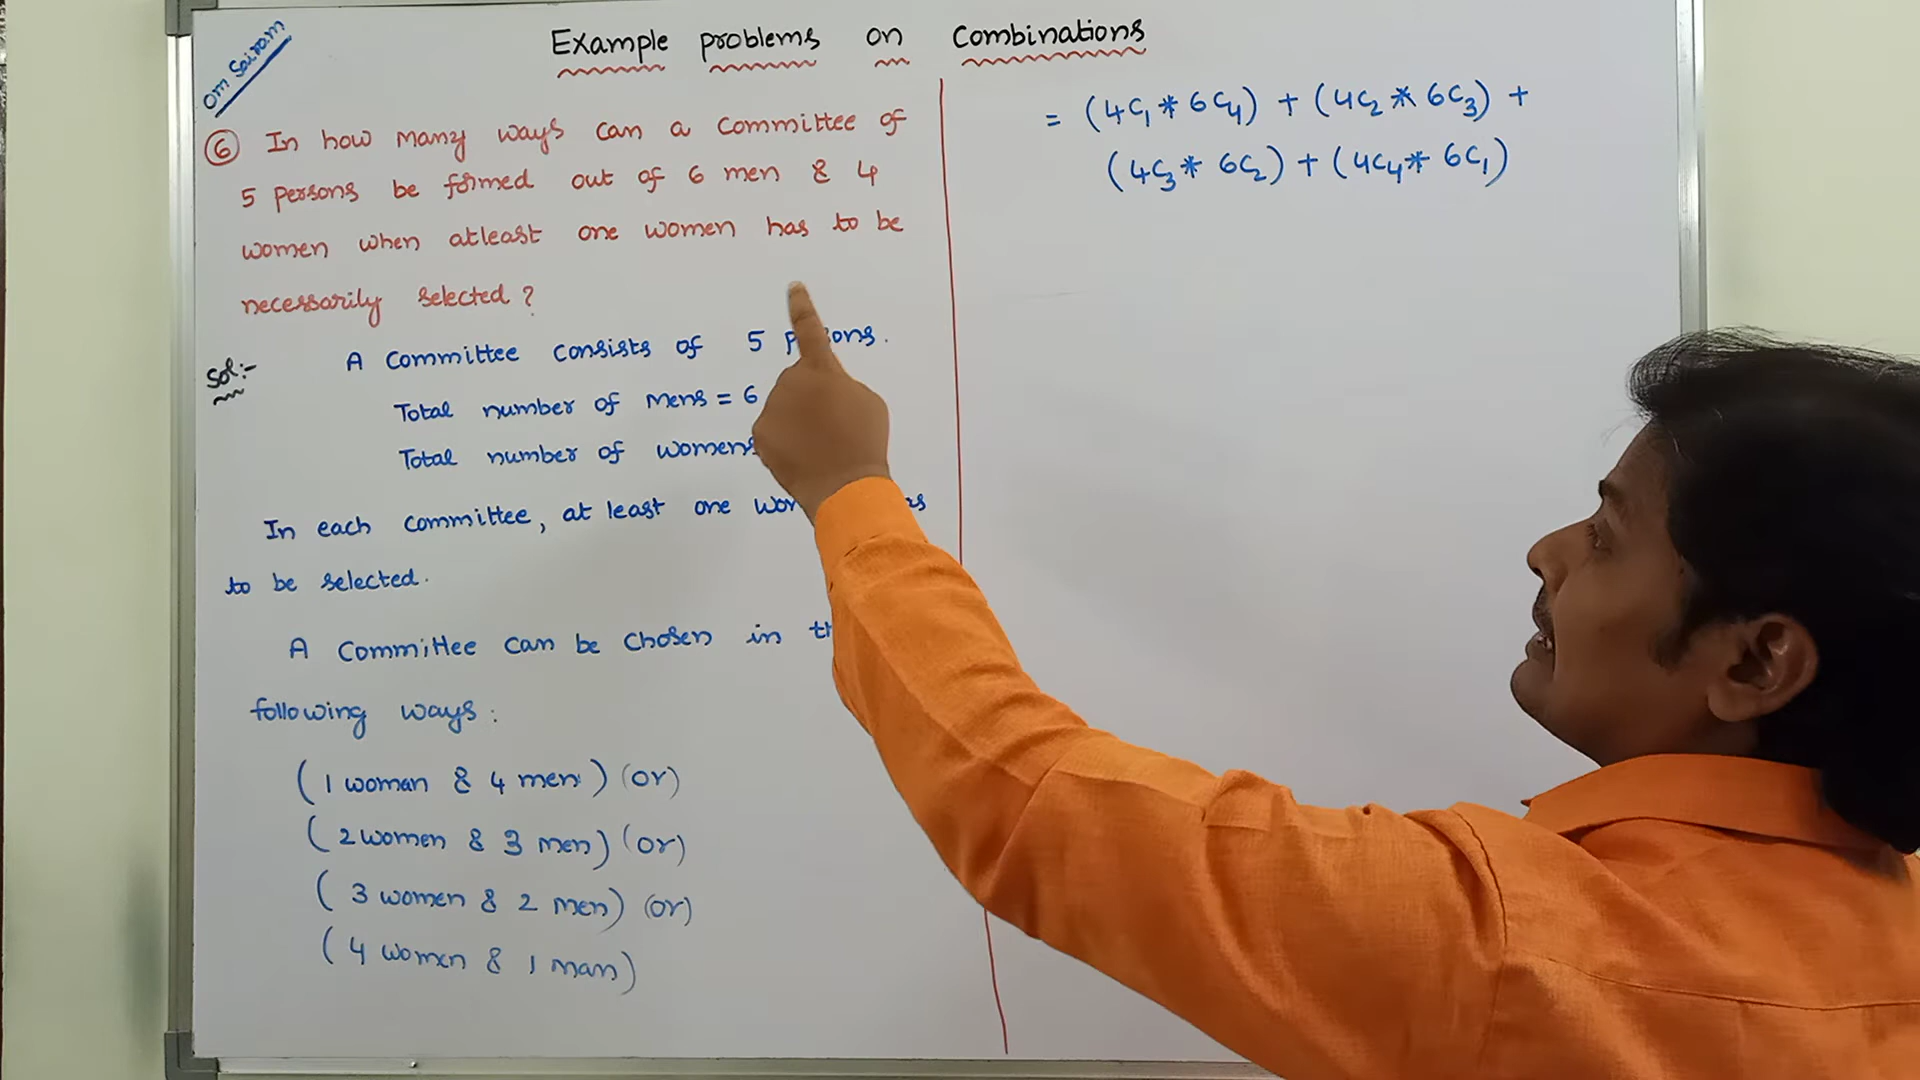 Om Sairam
Example problems on Combinations
6 In how many ways can a committee of
5 persons be formed out of 6 men & 4
women when atleast one women has to be
necessarily selected?
Sol:- A committee consists of 5 persons.
Total number of mens = 6
Total number of womens
In each committee, at least one
to be selected.
A Committee can be chosen in
following ways:
(1 woman & 4 men) (or)
(2 women & 3 men) (or)
(3 women & 2 men) (or)
(4 women & 1 man)
= (4C₁ * 6C₄) + (4C₂ * 6C₃) +
(4C₃ * 6C₂) + (4C₄ * 6C₁)